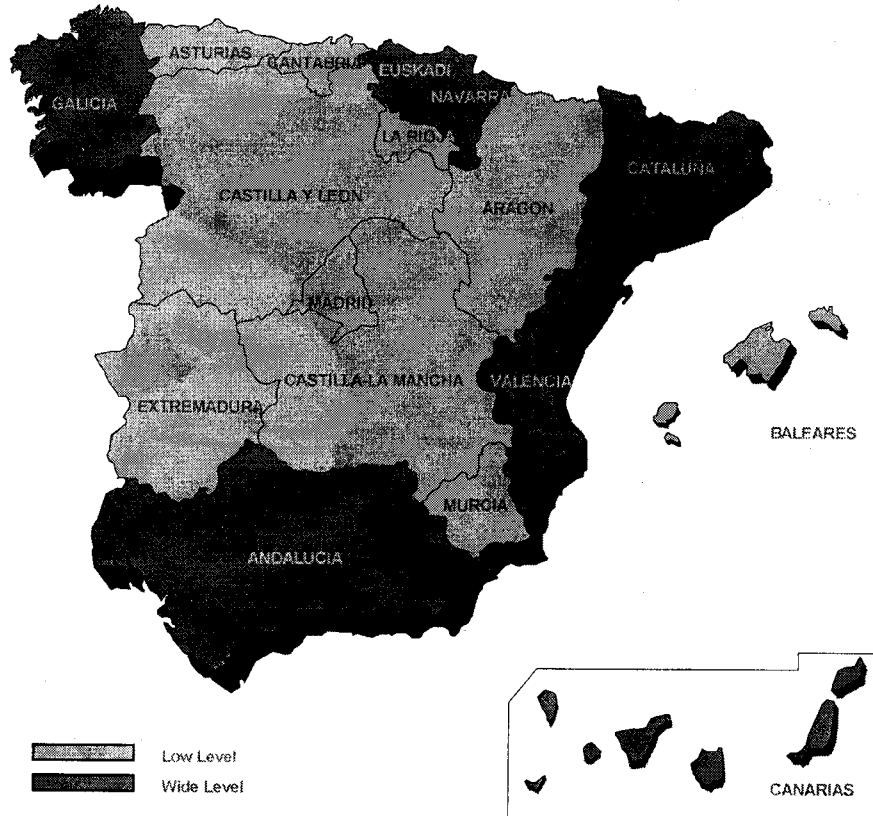 ASTURIAS
CANTABRIA
EUSKADI
NAVARRA
GALICIA
LA RIOJA
CATALUNA
CASTILLA Y LEON
ARAGON
MADRID
CASTILLA-LA MANCHA
VALENCIA
EXTREMADURA
BALEARES
MURCIA
ANDALUCIA
Low Level
Wide Level
CANARIAS